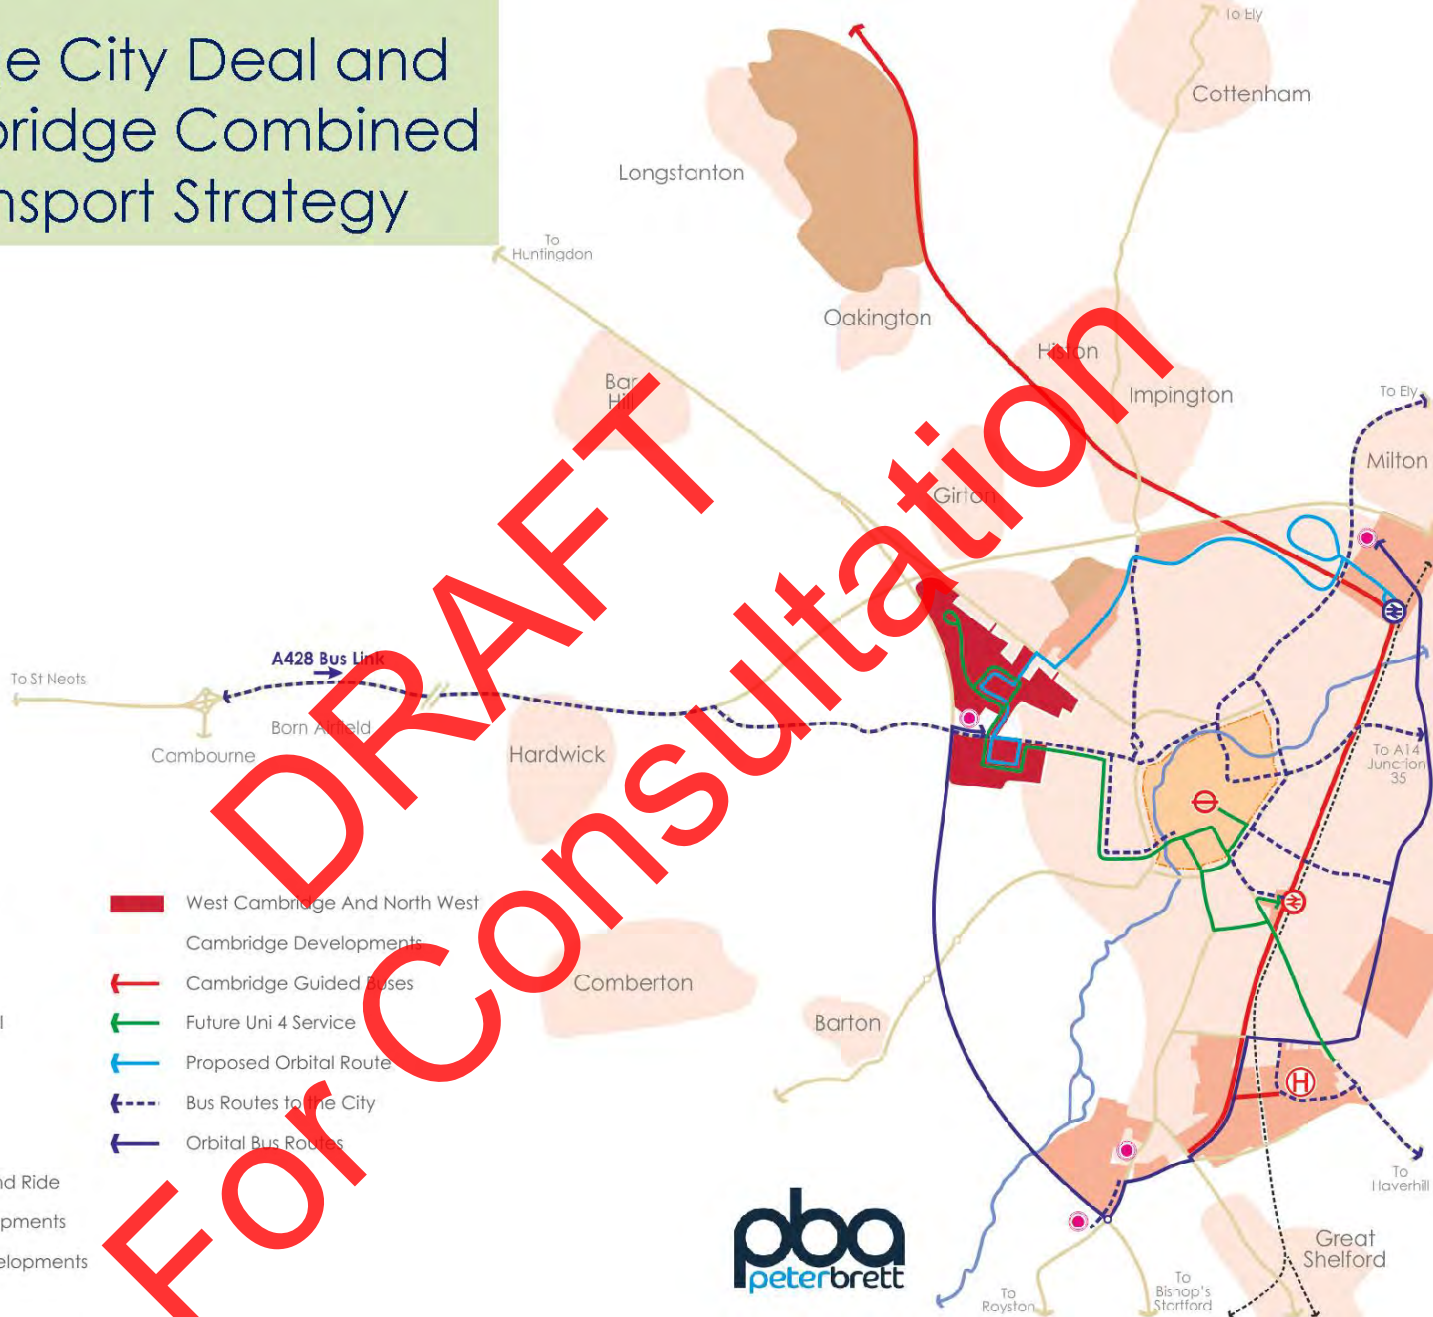 e City Deal and
bridge Combined
nsport Strategy
To Ely
Cottenham
Longstanton
To
Huntingdon
Oakington
Histon
Impington
Bar
Hill
To Ely
Milton
Girton
A428 Bus Link
To St Neots
Born Airfield
Cambourne
Hardwick
To A14
Junction
35
West Cambridge And North West
Cambridge Developments
Cambridge Guided Buses
Future Uni 4 Service
Proposed Orbital Route
Bus Routes to the City
Orbital Bus Routes
l
nd Ride
pments
elopments
Comberton
Barton
H
To
Haverhill
Great
Shelford
To
Royston
To
Bishop's
Stortford
pba
peterbrett
DRAFT
For Consultation